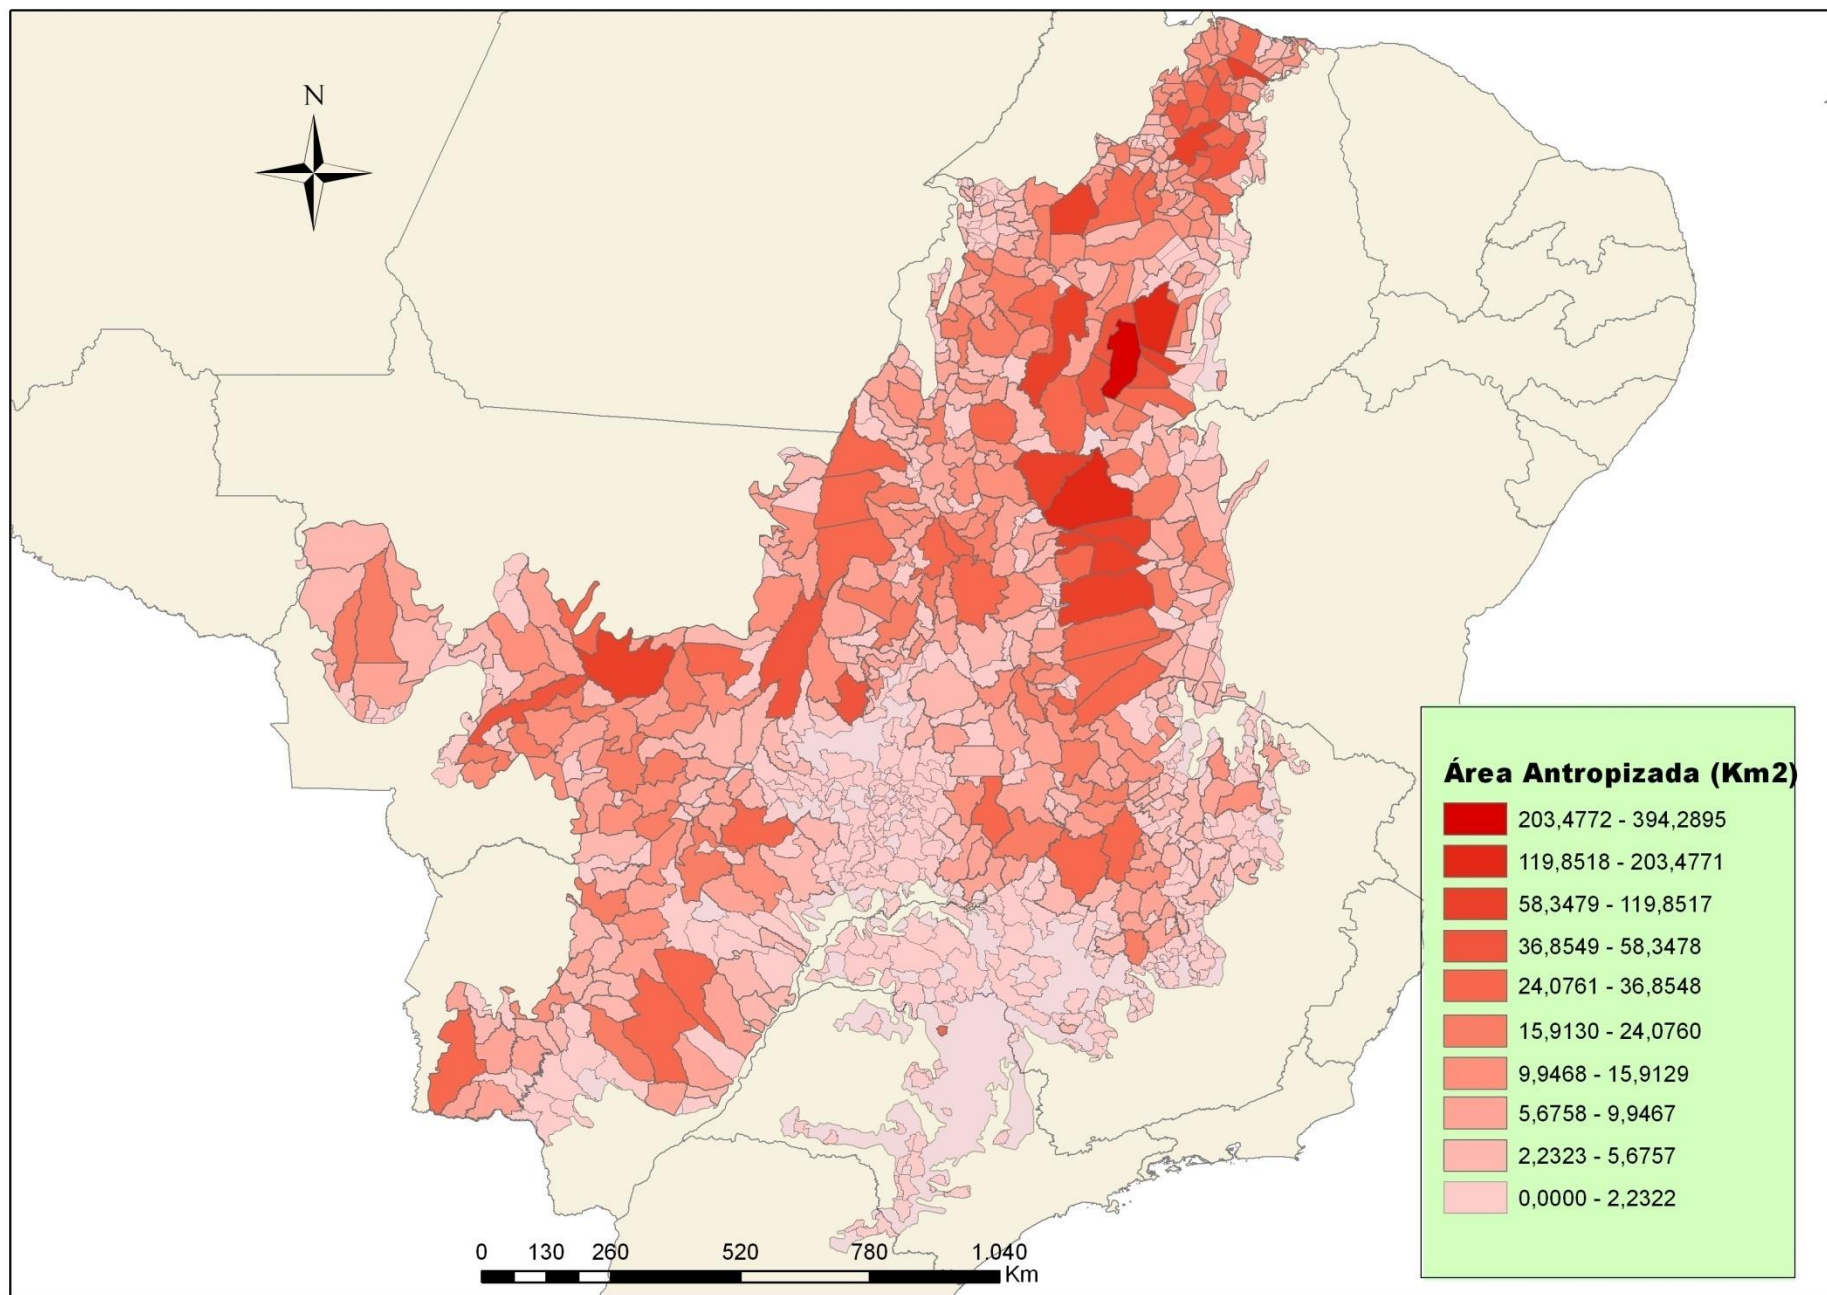 N
Área Antropizada (Km2)
203,4772 - 394,2895
119,8518 - 203,4771
58,3479 - 119,8517
36,8549 - 58,3478
24,0761 - 36,8548
15,9130 - 24,0760
9,9468 - 15,9129
5,6758 - 9,9467
2,2323 - 5,6757
0,0000 - 2,2322
0 130 260 520 780 1.040
Km